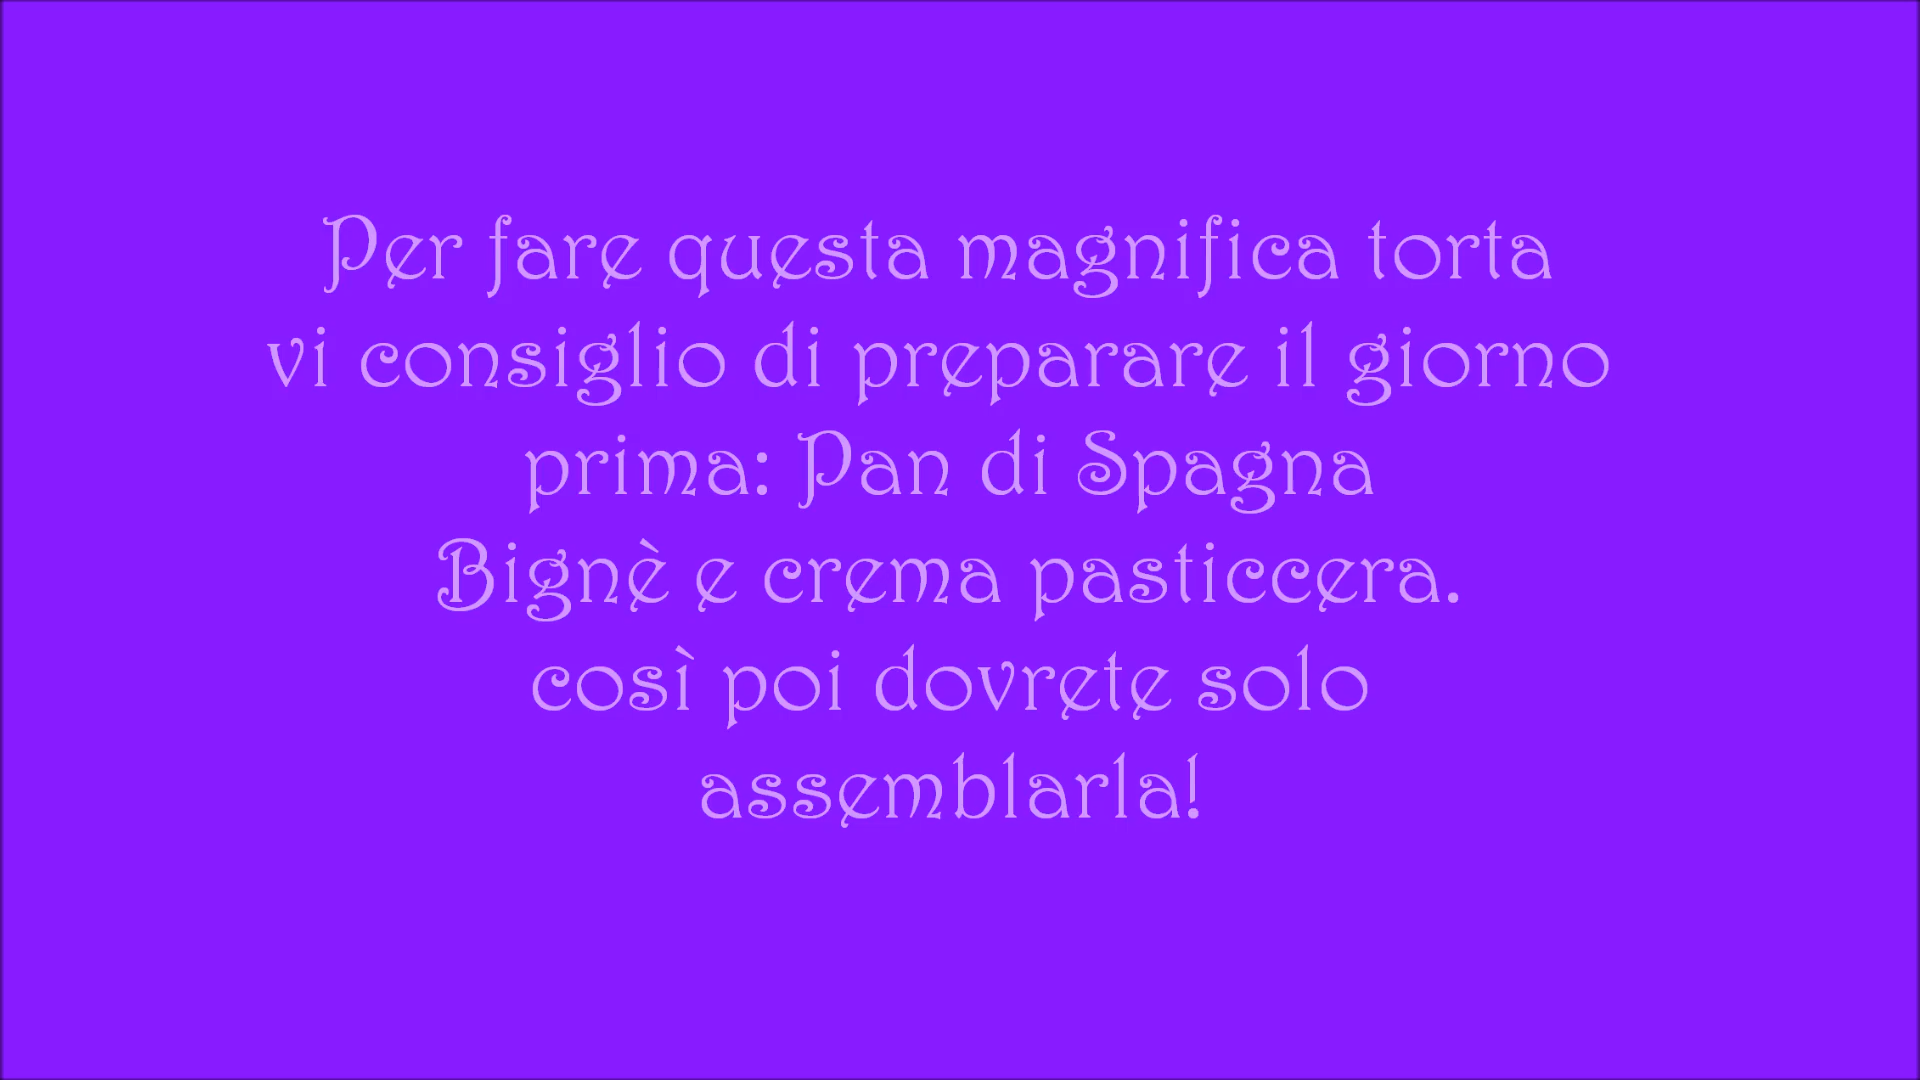 Per fare questa magnifica torta
vi consiglio di preparare il giorno
prima: Pan di Spagna
Bignè e crema pasticcera.
così poi dovrete solo
assemblarla!